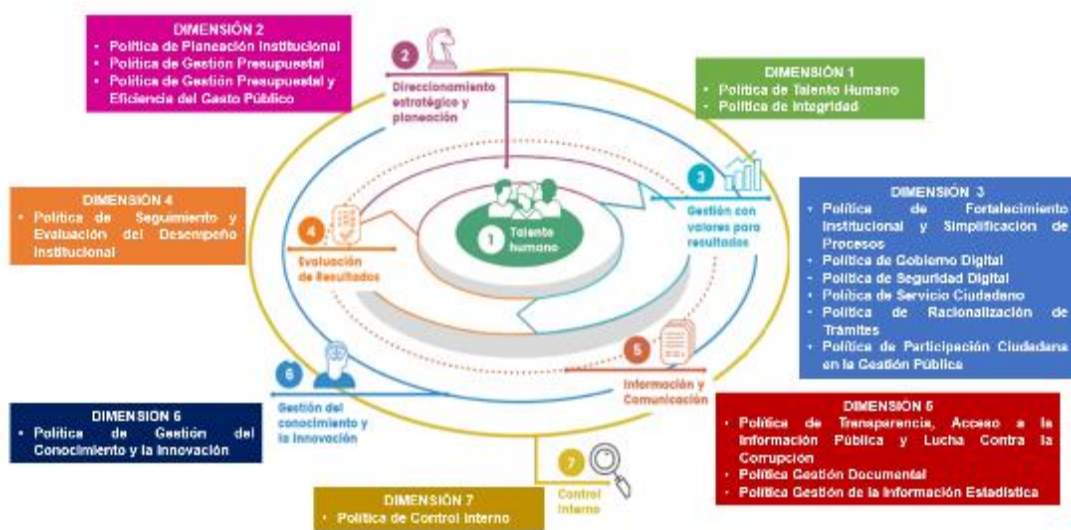 DIMENSIÓN 2
• Política de Planeación Institucional
• Política de Gestión Presupuestal
• Política de Gestión Presupuestal y
Eficiencia del Gasto Público
2
Direccionamiento
estratégico y
planeación
DIMENSIÓN 1
• Política de Talento Humano
• Política de Integridad
DIMENSIÓN 4
• Política de Seguimiento y
Evaluación del Desempeño
Institucional
4
Evaluación
de Resultados
1 Talento
humano
3
Gestión con
valores para
resultados
DIMENSIÓN 3
• Política de Fortalecimiento
Institucional y Simplificación de
Procesos
• Política de Gobierno Digital
• Política de Seguridad Digital
• Política de Servicio Ciudadano
• Política de Racionalización de
Trámites
• Política de Participación Ciudadana
en la Gestión Pública
5
Información y
Comunicación
6
Gestión del
conocimiento y
la innovación
DIMENSIÓN 6
• Política de Gestión del
Conocimiento y la Innovación
DIMENSIÓN 5
• Política de Transparencia, Acceso a la
Información Pública y Lucha Contra la
Corrupción
• Política Gestión Documental
• Política Gestión de la Información Estadística
7
Control
Interno
DIMENSIÓN 7
• Política de Control Interno